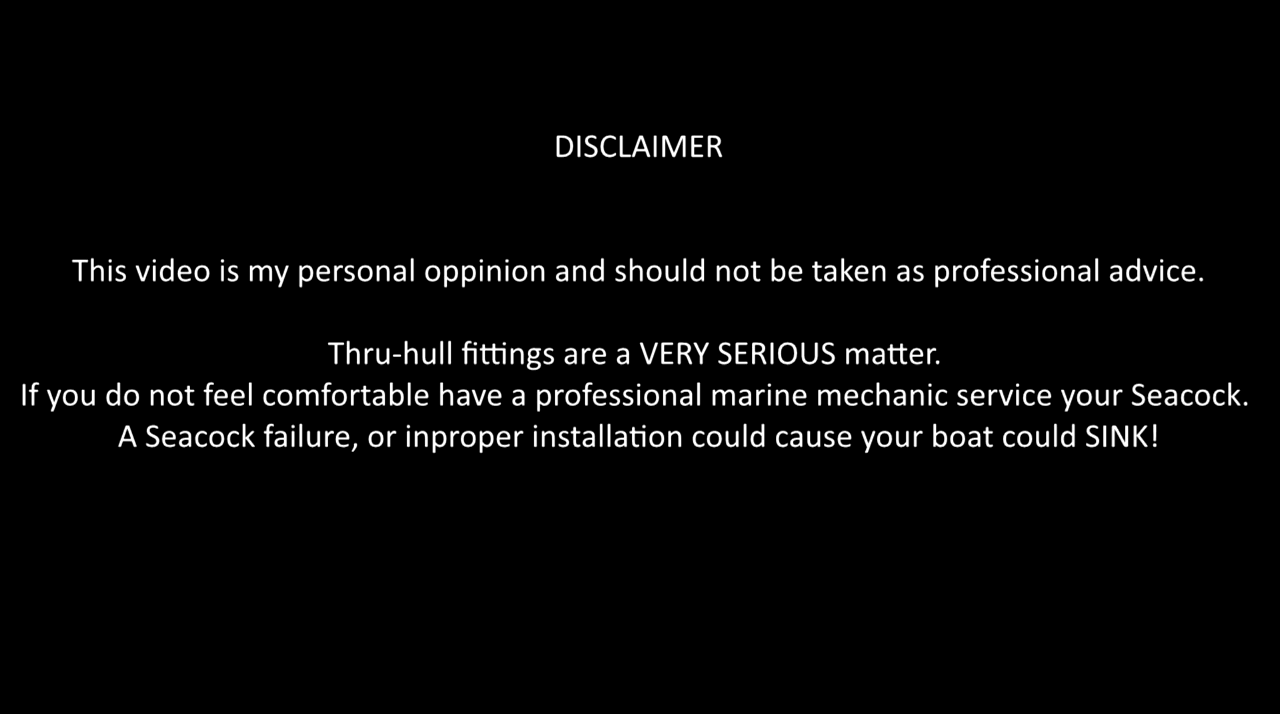 DISCLAIMER
This video is my personal oppinion and should not be taken as professional advice.
Thru-hull fittings are a VERY SERIOUS matter.
If you do not feel comfortable have a professional marine mechanic service your Seacock.
A Seacock failure, or inproper installation could cause your boat could SINK!